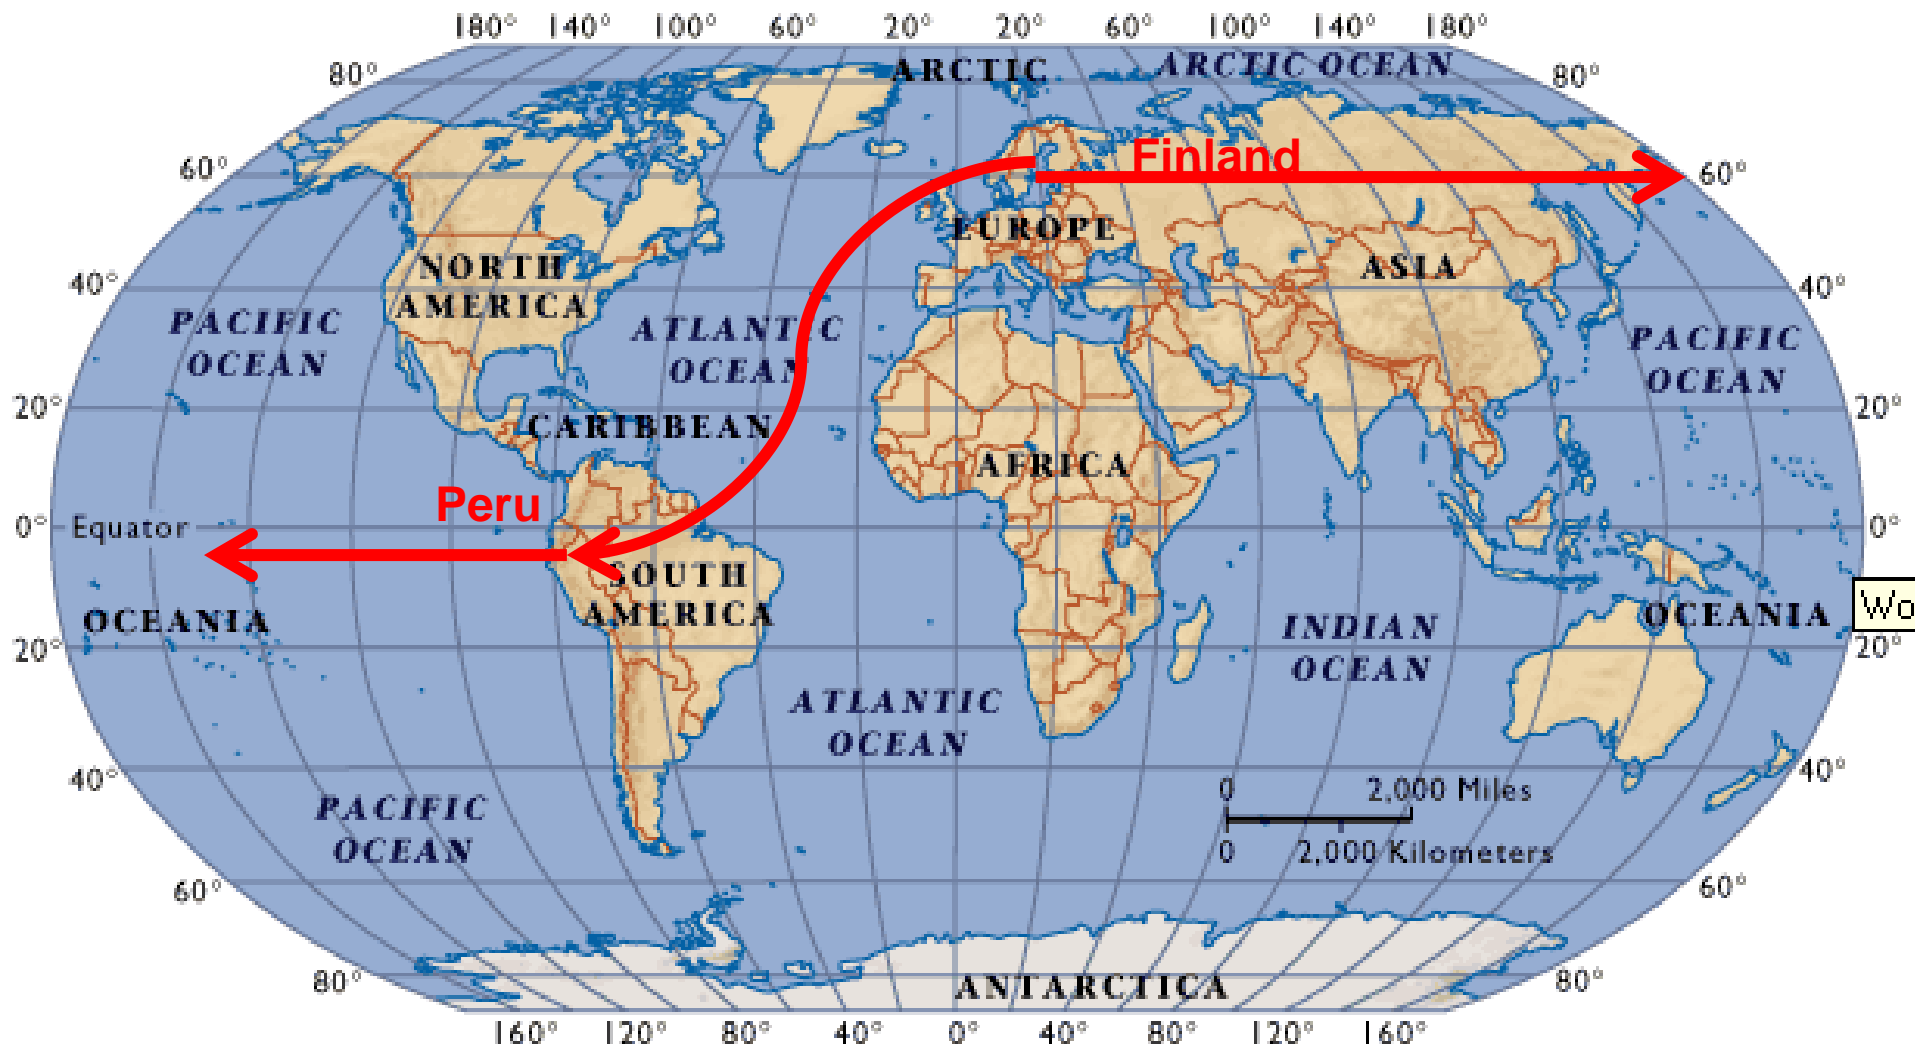 180° 140° 100° 60° 20° 20° 60° 100° 140° 180°
80° ARCTIC ARCTIC OCEAN 80°
60° Finland 60°
EUROPE
40° NORTH AMERICA ASIA 40°
PACIFIC OCEAN ATLANTIC OCEAN PACIFIC OCEAN
20° CARIBBEAN 20°
AFRICA
Peru
0° Equator 0°
SOUTH AMERICA
OCEANIA OCEANIA Wo
20° INDIAN OCEAN 20°
ATLANTIC OCEAN
40° 40°
PACIFIC OCEAN
0 2,000 Miles
0 2,000 Kilometers
60° 60°
80° ANTARCTICA 80°
160° 120° 80° 40° 0° 40° 80° 120° 160°